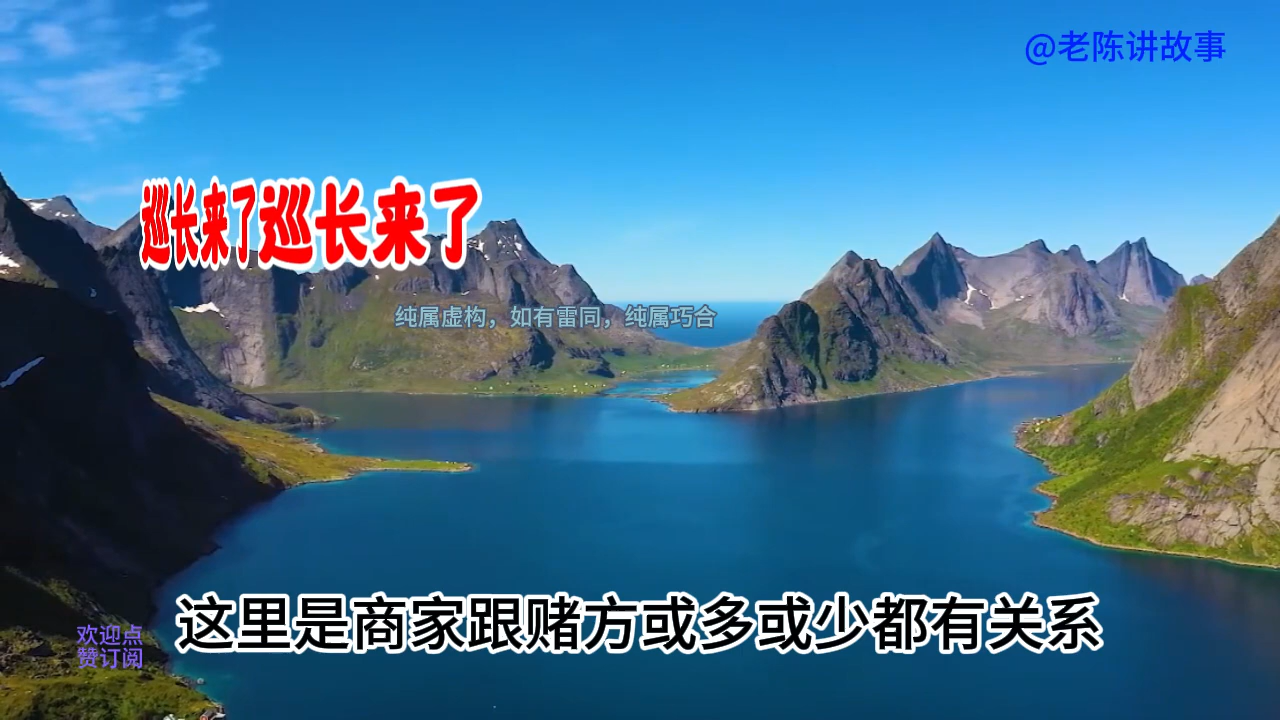 @老陈讲故事
巡长来了巡长来了
纯属虚构，如有雷同，纯属巧合
这里是商家跟赌方或多或少都有关系
欢迎点
赞订阅